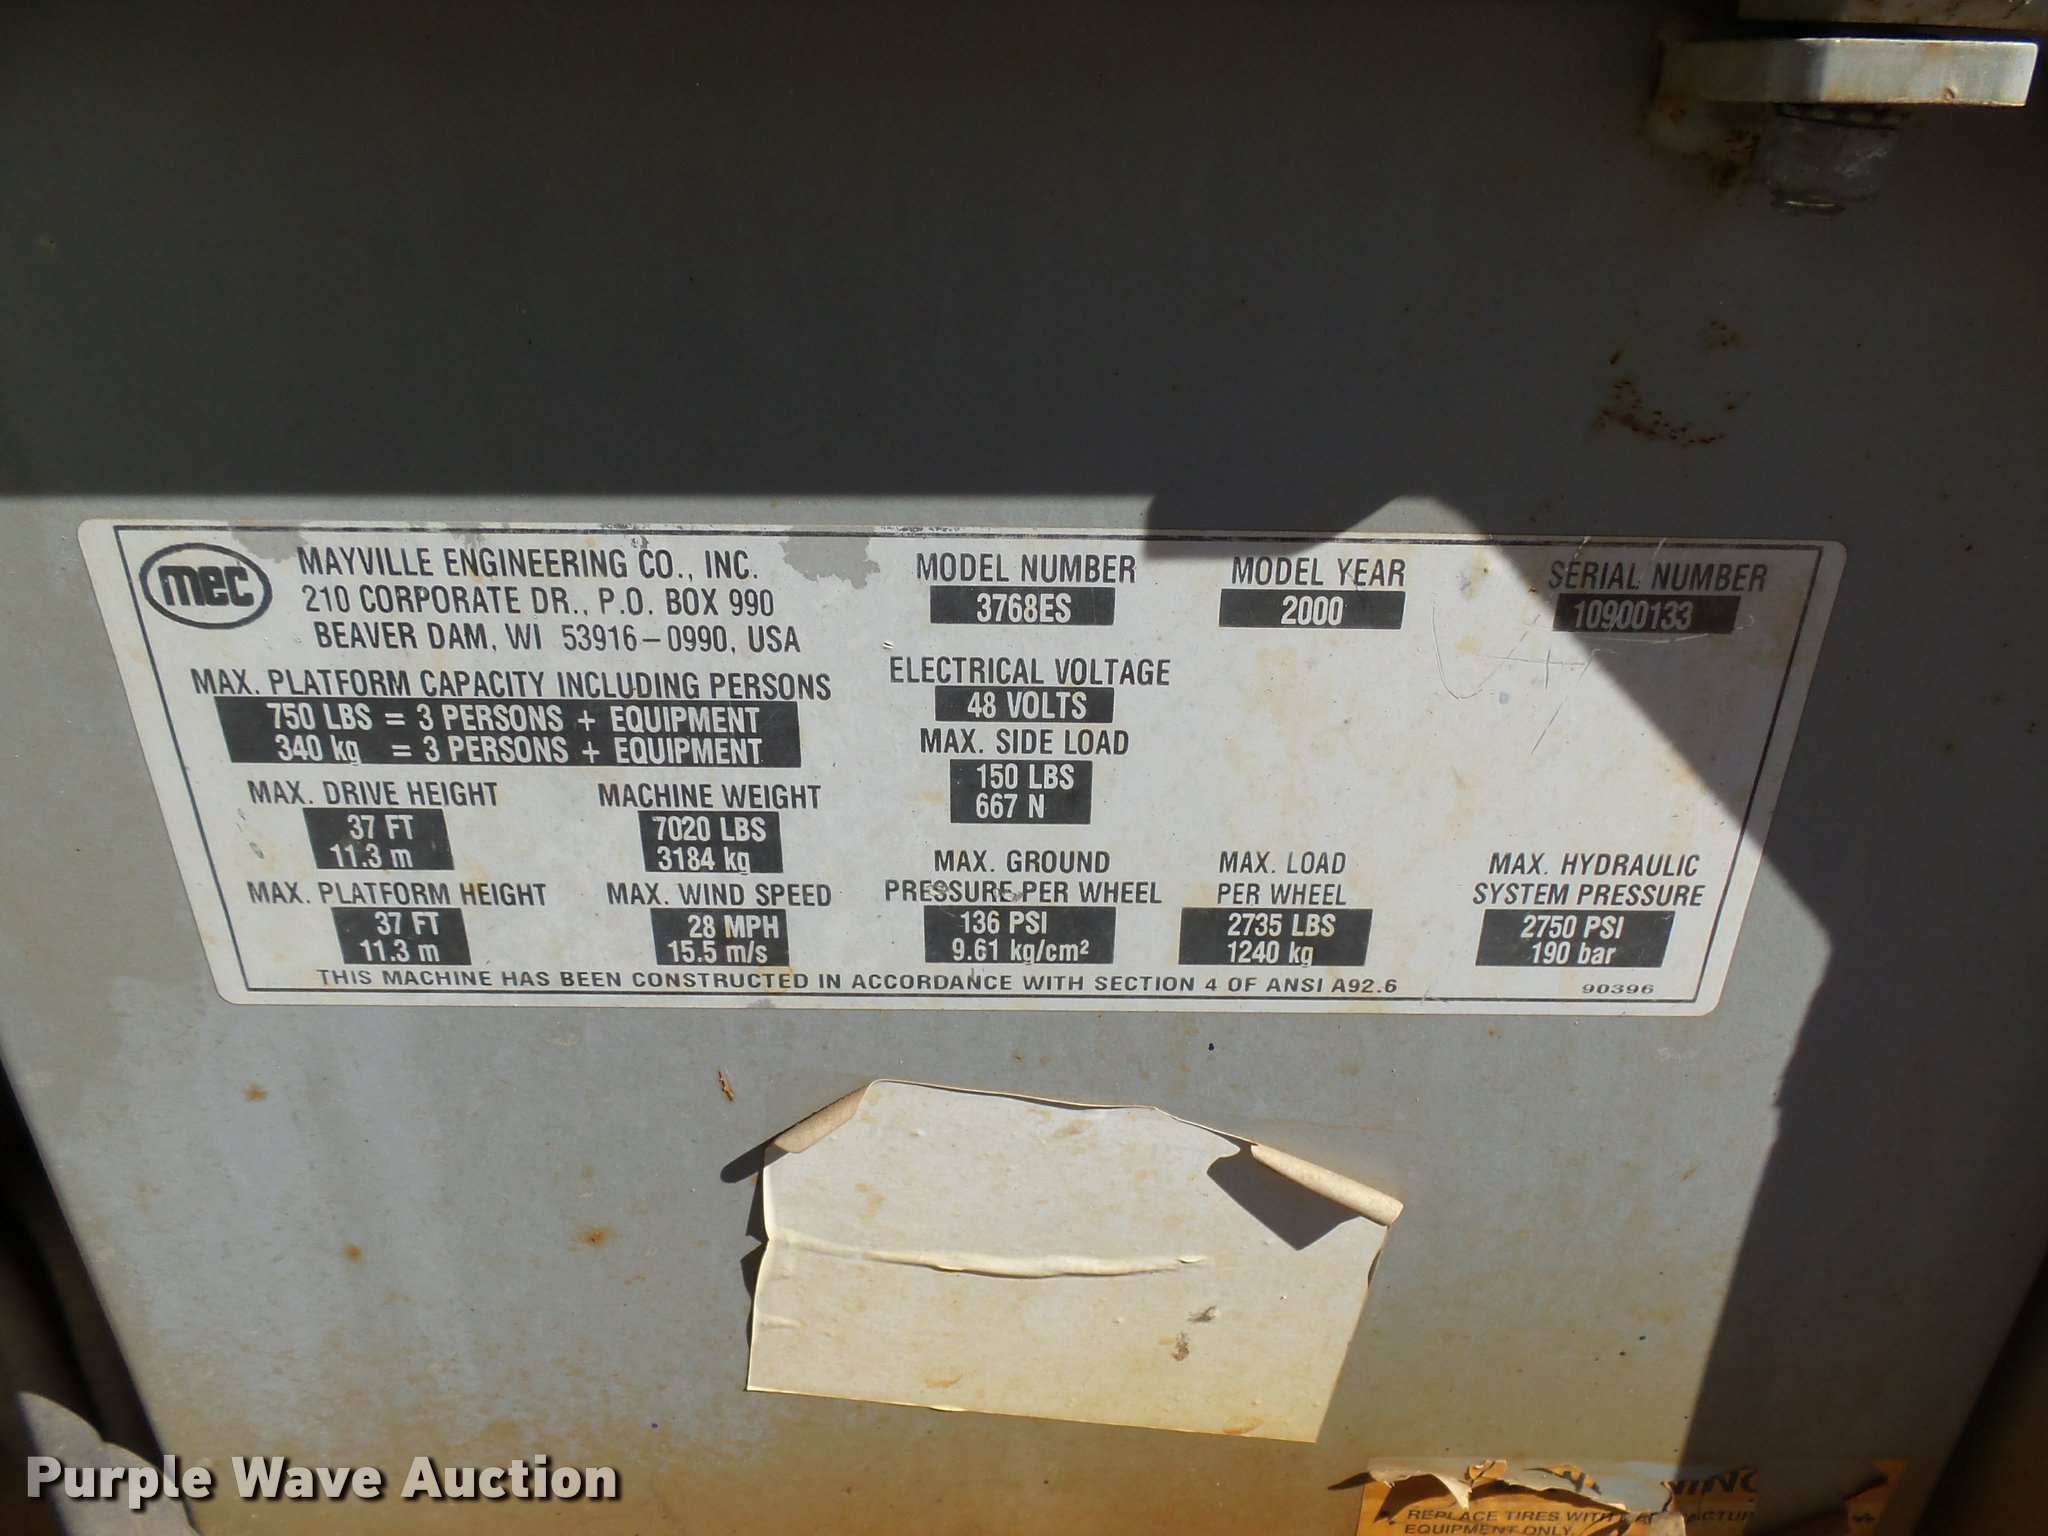 mec
MAYVILLE ENGINEERING CO., INC.
210 CORPORATE DR., P.O. BOX 990
BEAVER DAM, WI 53916-0990, USA
MODEL NUMBER
3768ES
MODEL YEAR
2000
SERIAL NUMBER
10900133
MAX. PLATFORM CAPACITY INCLUDING PERSONS
750 LBS = 3 PERSONS + EQUIPMENT
340 kg = 3 PERSONS + EQUIPMENT
ELECTRICAL VOLTAGE
48 VOLTS
MAX. SIDE LOAD
150 LBS
667 N
MAX. DRIVE HEIGHT
37 FT
11.3 m
MACHINE WEIGHT
7020 LBS
3184 kg
MAX. PLATFORM HEIGHT
37 FT
11.3 m
MAX. WIND SPEED
28 MPH
15.5 m/s
MAX. GROUND
PRESSURE PER WHEEL
136 PSI
9.61 kg/cm²
MAX. LOAD
PER WHEEL
2735 LBS
1240 kg
MAX. HYDRAULIC
SYSTEM PRESSURE
2750 PSI
190 bar
THIS MACHINE HAS BEEN CONSTRUCTED IN ACCORDANCE WITH SECTION 4 OF ANSI A92.6
90396
REPLACE TIRES WITH
EQUIPMENT ONLY.
Purple Wave Auction